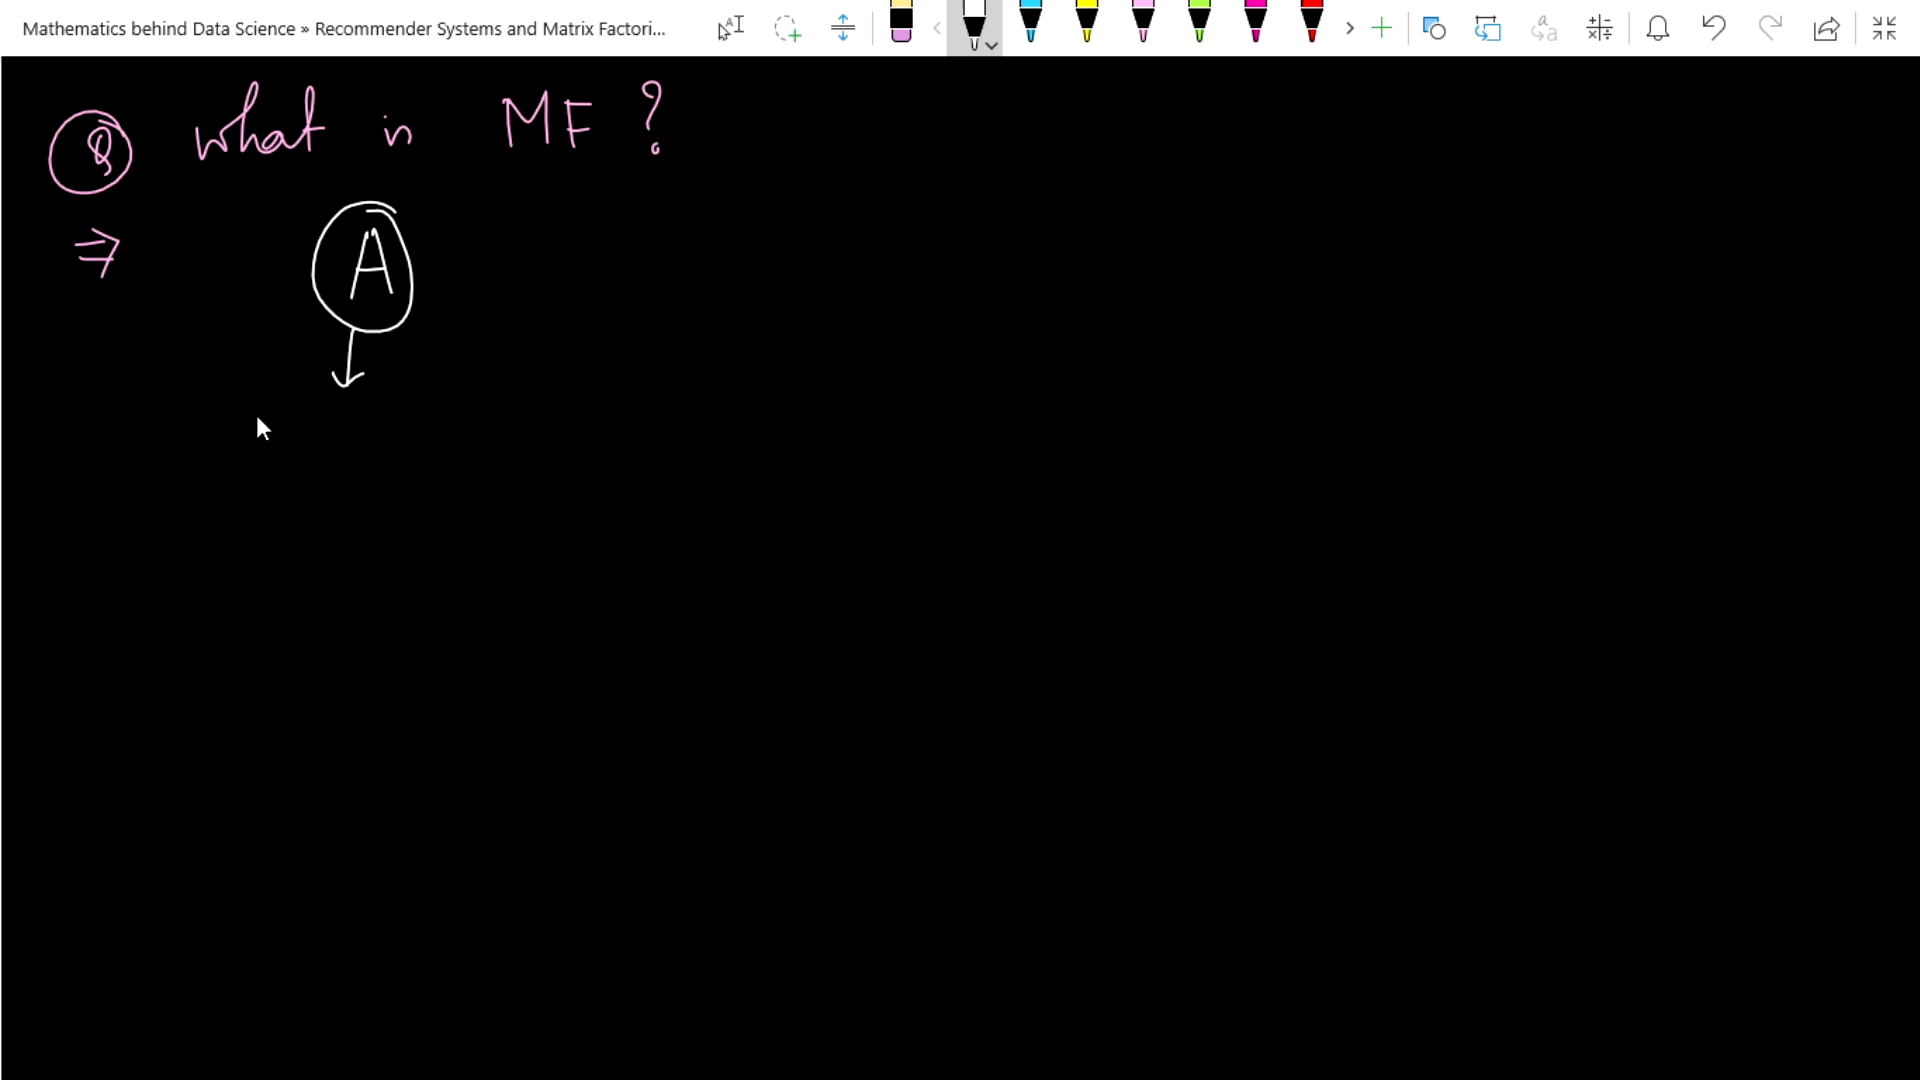 Mathematics behind Data Science » Recommender Systems and Matrix Factori...
Q what is MF ?
⇒ A